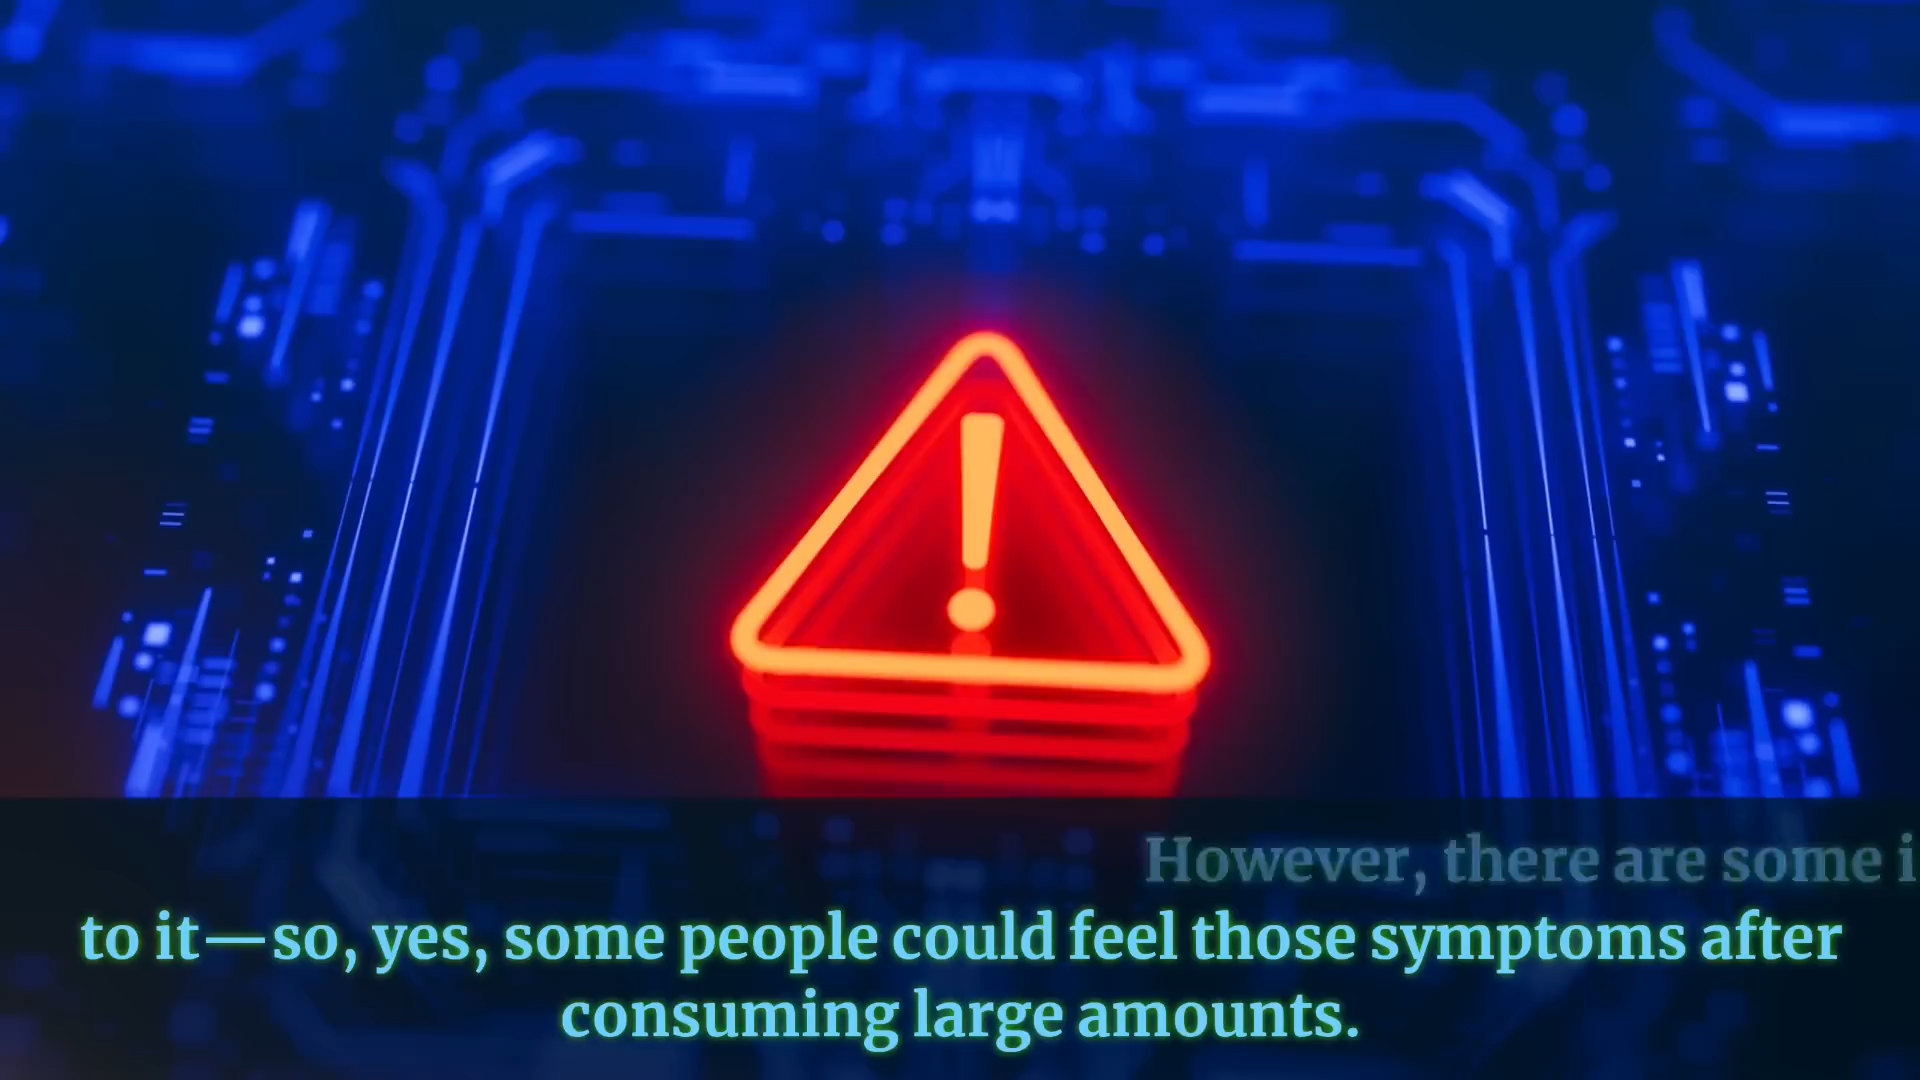 However, there are some
to it—so, yes, some people could feel those symptoms after
consuming large amounts.